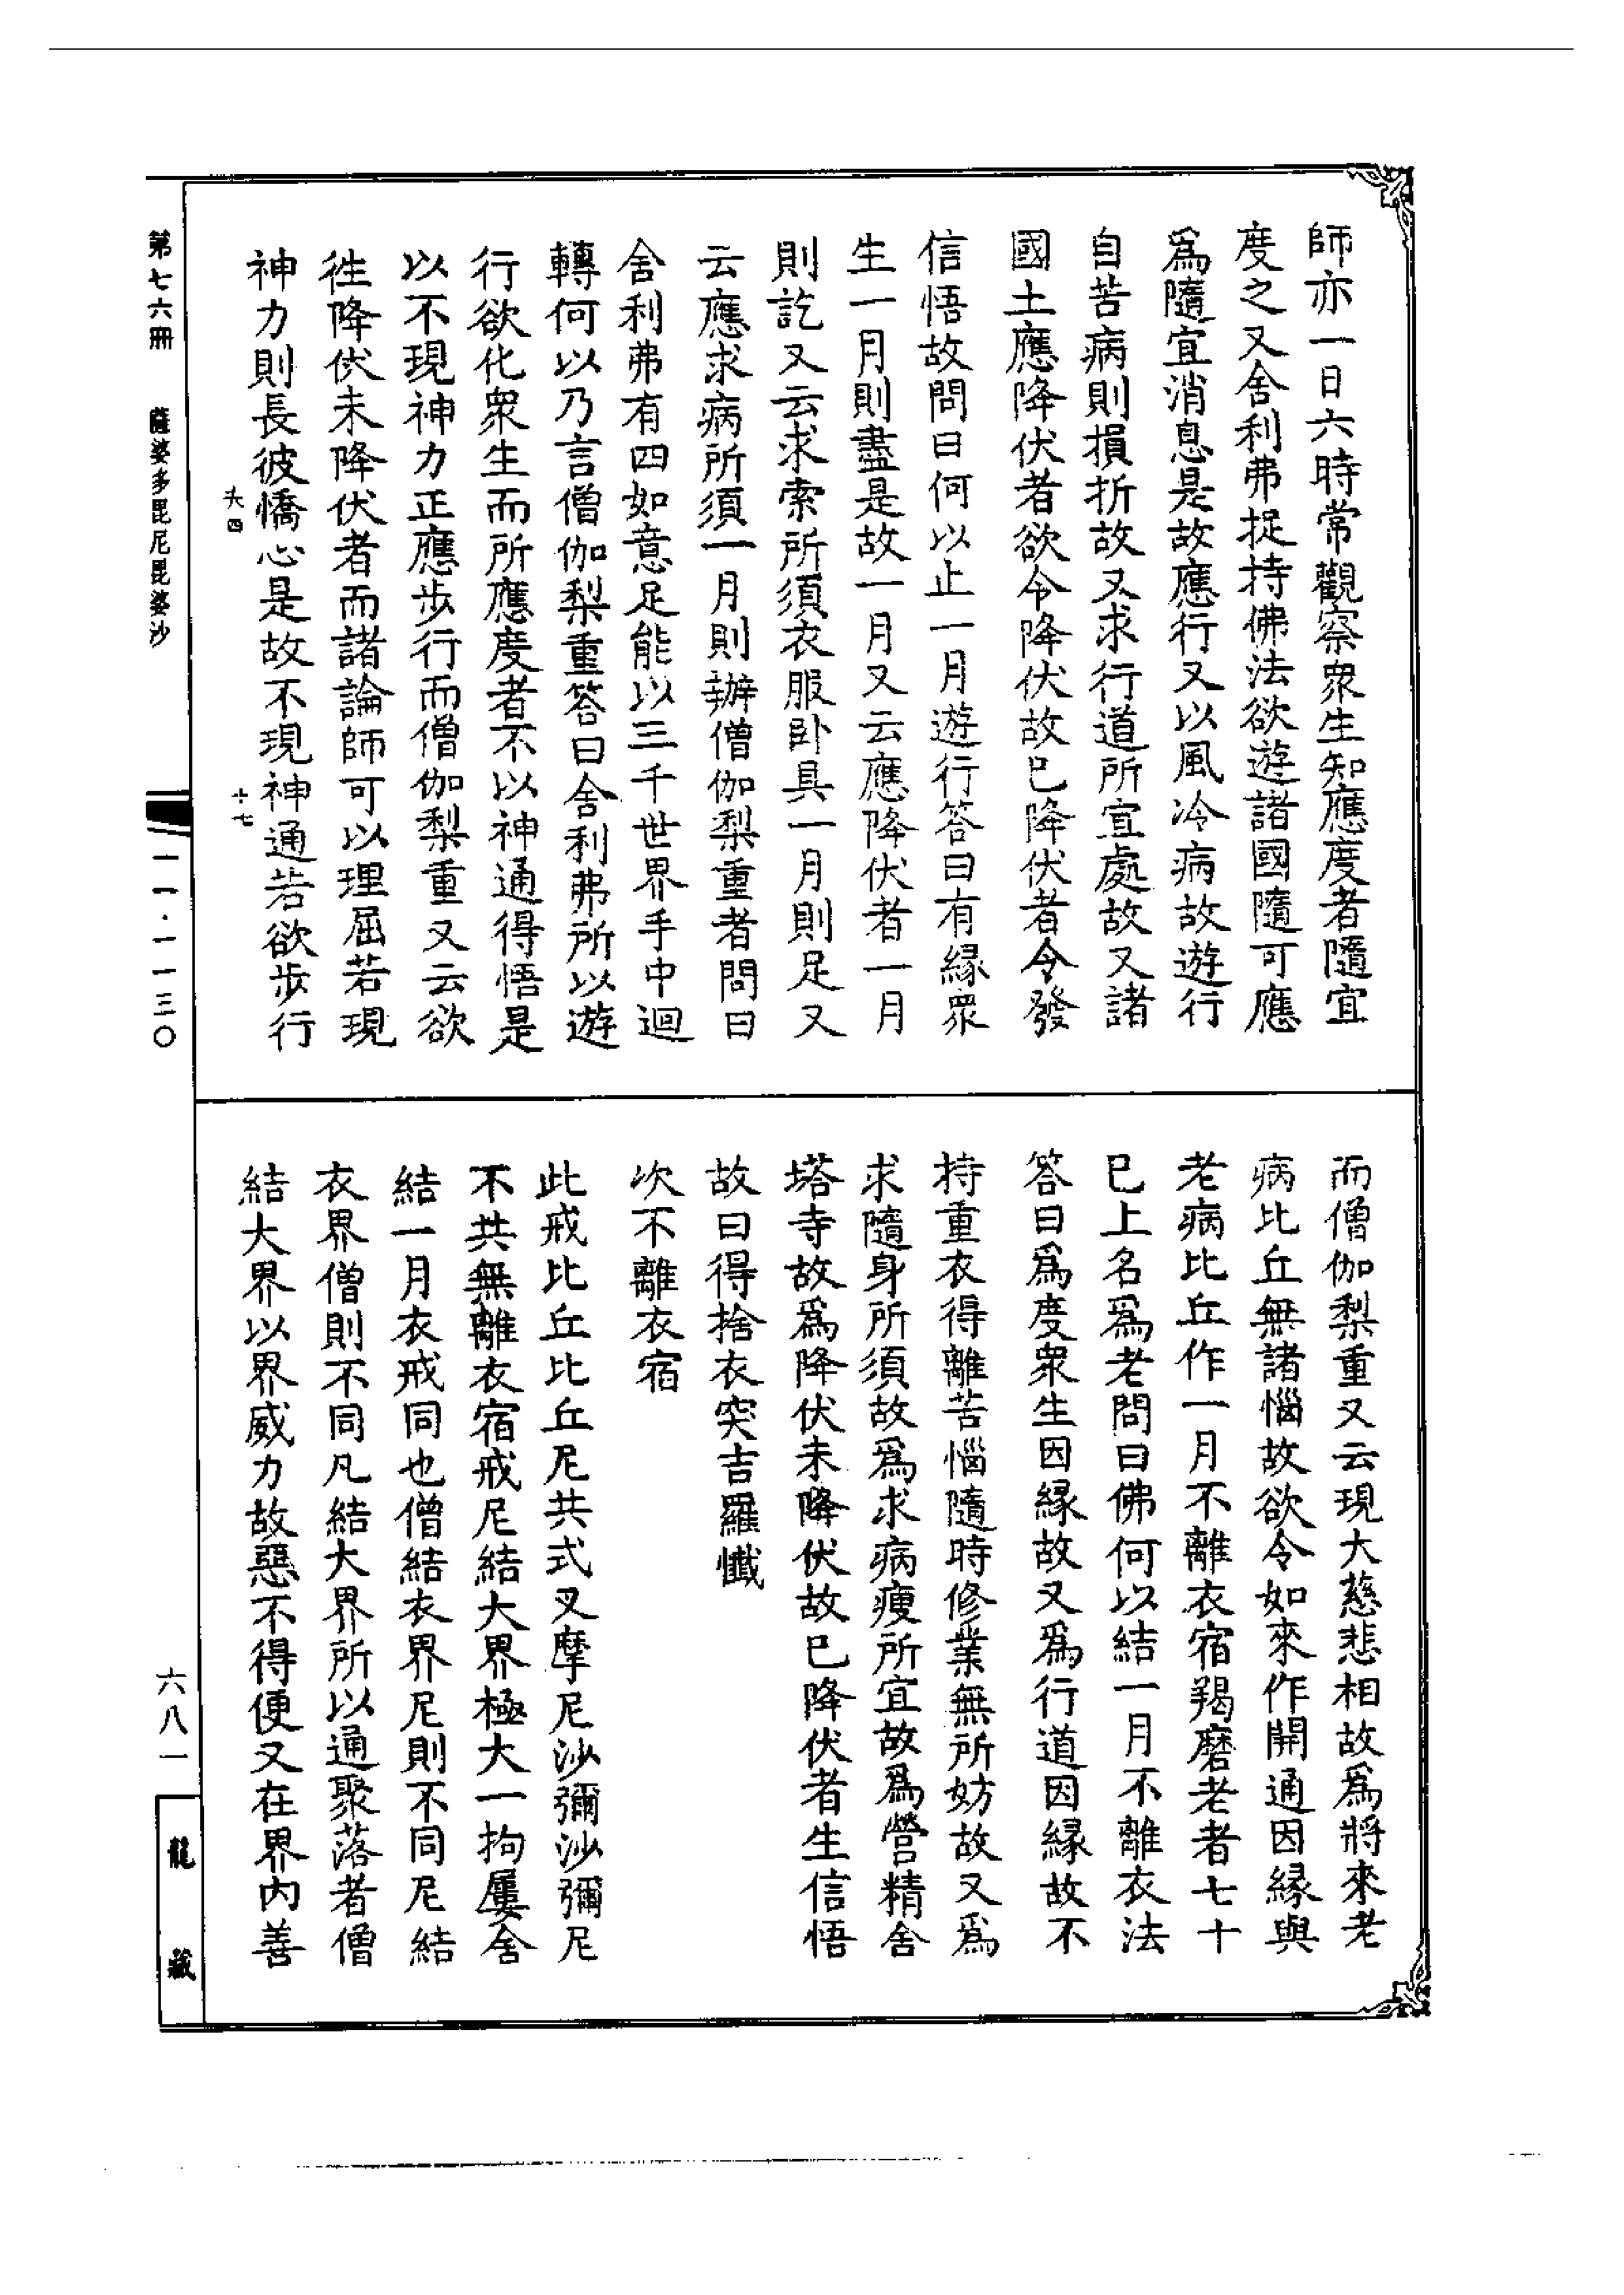 師亦一日六時常觀察眾生知應度者隨宜
度之又舍利弗捉持佛法欲遊諸國隨可應
爲隨宜消息是故應行又以風冷病故遊行
自苦病則損折故又求行道所宜處故又諸
國土應降伏者欲令降伏故已降伏者令發
信悟故問曰何以止一月遊行答曰有緣眾
生一月則盡是故一月又云應降伏者一月
則訖又云求索所須衣服卧具一月則足又
云應求病所須一月則辦僧伽梨重者問曰
舍利弗有四如意足能以三千世界手中迴
轉何以乃言僧伽梨重答曰舍利弗所以遊
行欲化眾生而所應度者不以神通得悟是
以不現神力正應步行而僧伽梨重又云欲
往降伏未降伏者而諸論師可以理屈若現
神力則長彼憍心是故不現神通若欲步行
而僧伽梨重又云現大慈悲相故爲將來老
病比丘無諸惱故欲令如來作開通因緣與
老病比丘作一月不離衣宿羯磨老者七十
已上名爲老問曰佛何以結一月不離衣法
答曰爲度眾生因緣故又爲行道因緣故不
持重衣得離苦惱隨時修業無所妨故又爲
求隨身所須故爲求病瘦所宜故爲營精舍
塔寺故爲降伏未降伏故已降伏者生信悟
故曰得捨衣突吉羅懺
次不離衣宿
此戒比丘比丘尼共式叉摩尼沙彌沙彌尼
不共無離衣宿戒尼結大界極大一拘屢舍
結一月衣戒同也僧結衣界尼則不同尼結
衣界僧則不同凡結大界所以通聚落者僧
結大界以界威力故惡不得便又在界內善
第七六冊 薩婆多毘尼毘婆沙
一一·一一三〇
六八一
龍藏
十七